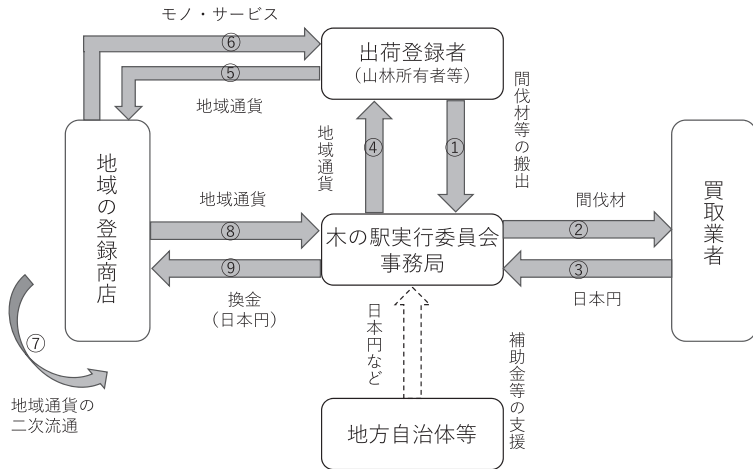 モノ・サービス
⑥
出荷登録者
（山林所有者等）
⑤
地域通貨
間伐材等の搬出
地域通貨
④
①
地域の登録商店
買取業者
地域通貨
⑧
木の駅実行委員会
事務局
間伐材
②
⑨
換金
（日本円）
③
日本円
⑦
地域通貨の
二次流通
日本円など
補助金等の支援
地方自治体等